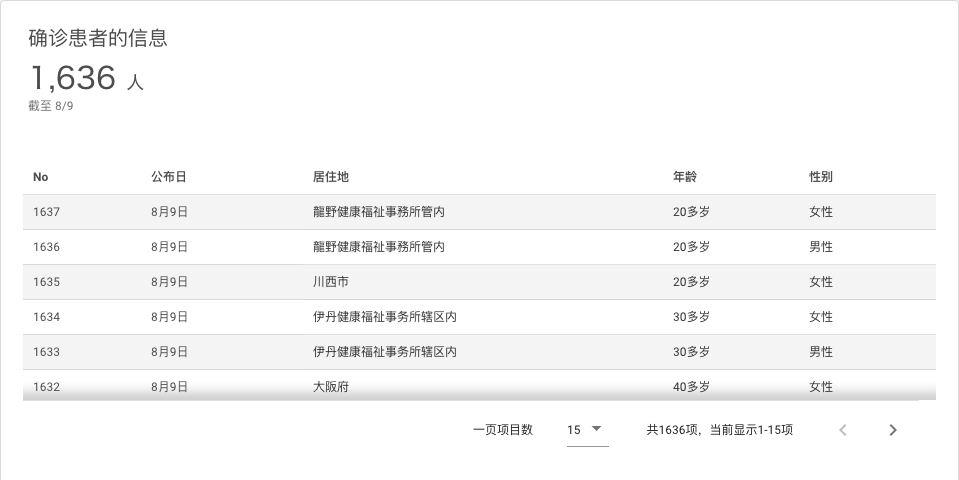 确诊患者的信息
1,636 人
截至 8/9
No 公布日 居住地 年龄 性别
1637 8月9日 龍野健康福祉事務所管内 20多岁 女性
1636 8月9日 龍野健康福祉事務所管内 20多岁 男性
1635 8月9日 川西市 20多岁 女性
1634 8月9日 伊丹健康福祉事务所辖区内 30多岁 女性
1633 8月9日 伊丹健康福祉事务所辖区内 30多岁 男性
1632 8月9日 大阪府 40多岁 女性
一页项目数 15 共1636项，当前显示1-15项